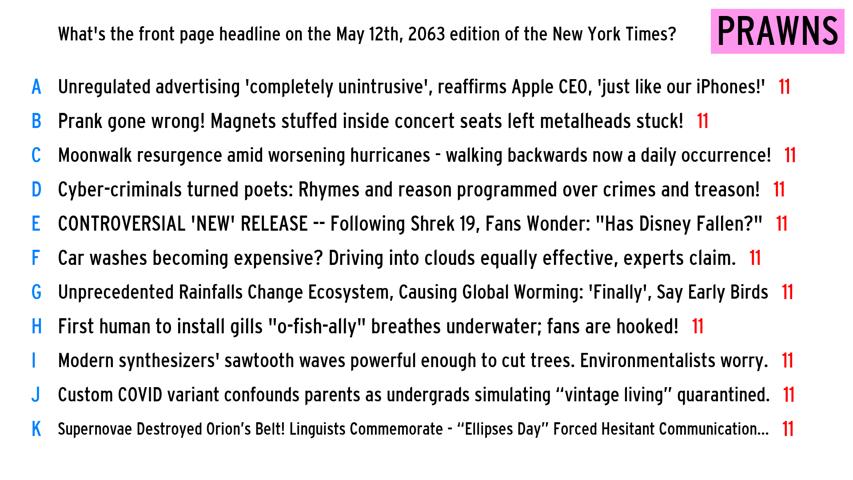 What's the front page headline on the May 12th, 2063 edition of the New York Times?
PRAWNS
A Unregulated advertising 'completely unintrusive', reaffirms Apple CEO, 'just like our iPhones!' 11
B Prank gone wrong! Magnets stuffed inside concert seats left metalheads stuck! 11
C Moonwalk resurgence amid worsening hurricanes - walking backwards now a daily occurrence! 11
D Cyber-criminals turned poets: Rhymes and reason programmed over crimes and treason! 11
E CONTROVERSIAL 'NEW' RELEASE -- Following Shrek 19, Fans Wonder: "Has Disney Fallen?" 11
F Car washes becoming expensive? Driving into clouds equally effective, experts claim. 11
G Unprecedented Rainfalls Change Ecosystem, Causing Global Worming: 'Finally', Say Early Birds 11
H First human to install gills "o-fish-ally" breathes underwater; fans are hooked! 11
I Modern synthesizers' sawtooth waves powerful enough to cut trees. Environmentalists worry. 11
J Custom COVID variant confounds parents as undergrads simulating “vintage living” quarantined. 11
K Supernovae Destroyed Orion’s Belt! Linguists Commemorate - “Ellipses Day” Forced Hesitant Communication... 11